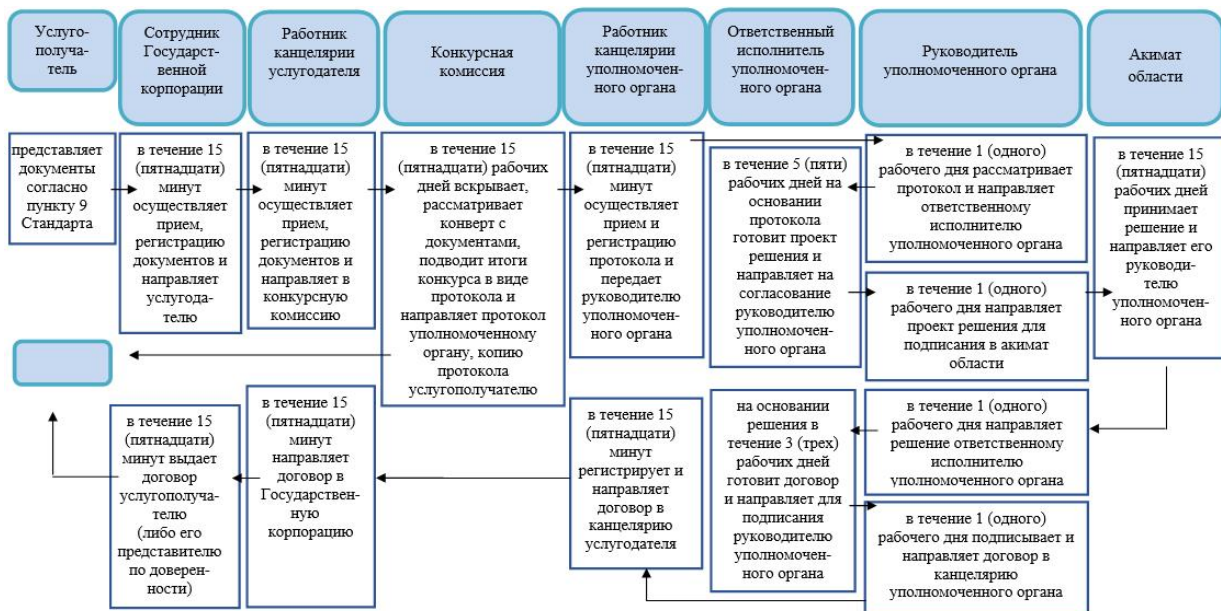 Услуго-
получа-
тель
Сотрудник
Государст-
венной
корпорации
Работник
канцелярии
услугодателя
Конкурсная
комиссия
Работник
канцелярии
уполномочен-
ного органа
Ответственный
исполнитель
уполномочен-
ного органа
Руководитель
уполномоченного органа
Акимат
области
представляет
документы
согласно
пункту 9
Стандарта
в течение 15
(пятнадцати)
минут
осуществляет
прием,
регистрацию
документов и
направляет
услугода-
телю
в течение 15
(пятнадцати)
минут
осуществляет
прием,
регистрацию
документов и
направляет в
конкурсную
комиссию
в течение 15
(пятнадцати) рабочих
дней вскрывает,
рассматривает
конверт с
документами,
подводит итоги
конкурса в виде
протокола и
направляет протокол
уполномоченному
органу, копию
протокола
услугополучателю
в течение 15
(пятнадцати)
минут
осуществляет
прием и
регистрацию
протокола и
передает
руководителю
уполномочен-
ного органа
в течение 5 (пяти)
рабочих дней на
основании
протокола
готовит проект
решения и
направляет на
согласование
руководителю
уполномочен-
ного органа
в течение 1 (одного)
рабочего дня рассматривает
протокол и направляет
ответственному
исполнителю
уполномоченного органа
в течение 1 (одного)
рабочего дня направляет
проект решения для
подписания в акимат
области
в течение 15
(пятнадцати)
рабочих дней
принимает
решение и
направляет его
руководи-
телю
уполномочен-
ного органа
в течение 1 (одного)
рабочего дня направляет
решение ответственному
исполнителю
уполномоченного органа
на основании
решения в
течение 3 (трех)
рабочих дней
готовит договор
и направляет для
подписания
руководителю
уполномочен-
ного органа
в течение 1 (одного)
рабочего дня подписывает и
направляет договор в
канцелярию
уполномоченного органа
в течение 15
(пятнадцати)
минут
регистрирует и
направляет
договор в
канцелярию
услугодателя
в течение 15
(пятнадцати)
минут
направляет
договор в
Государствен-
ную
корпорацию
в течение 15
(пятнадцати)
минут выдает
договор
услугополуча-
телю
(либо его
представителю
по доверен-
ности)